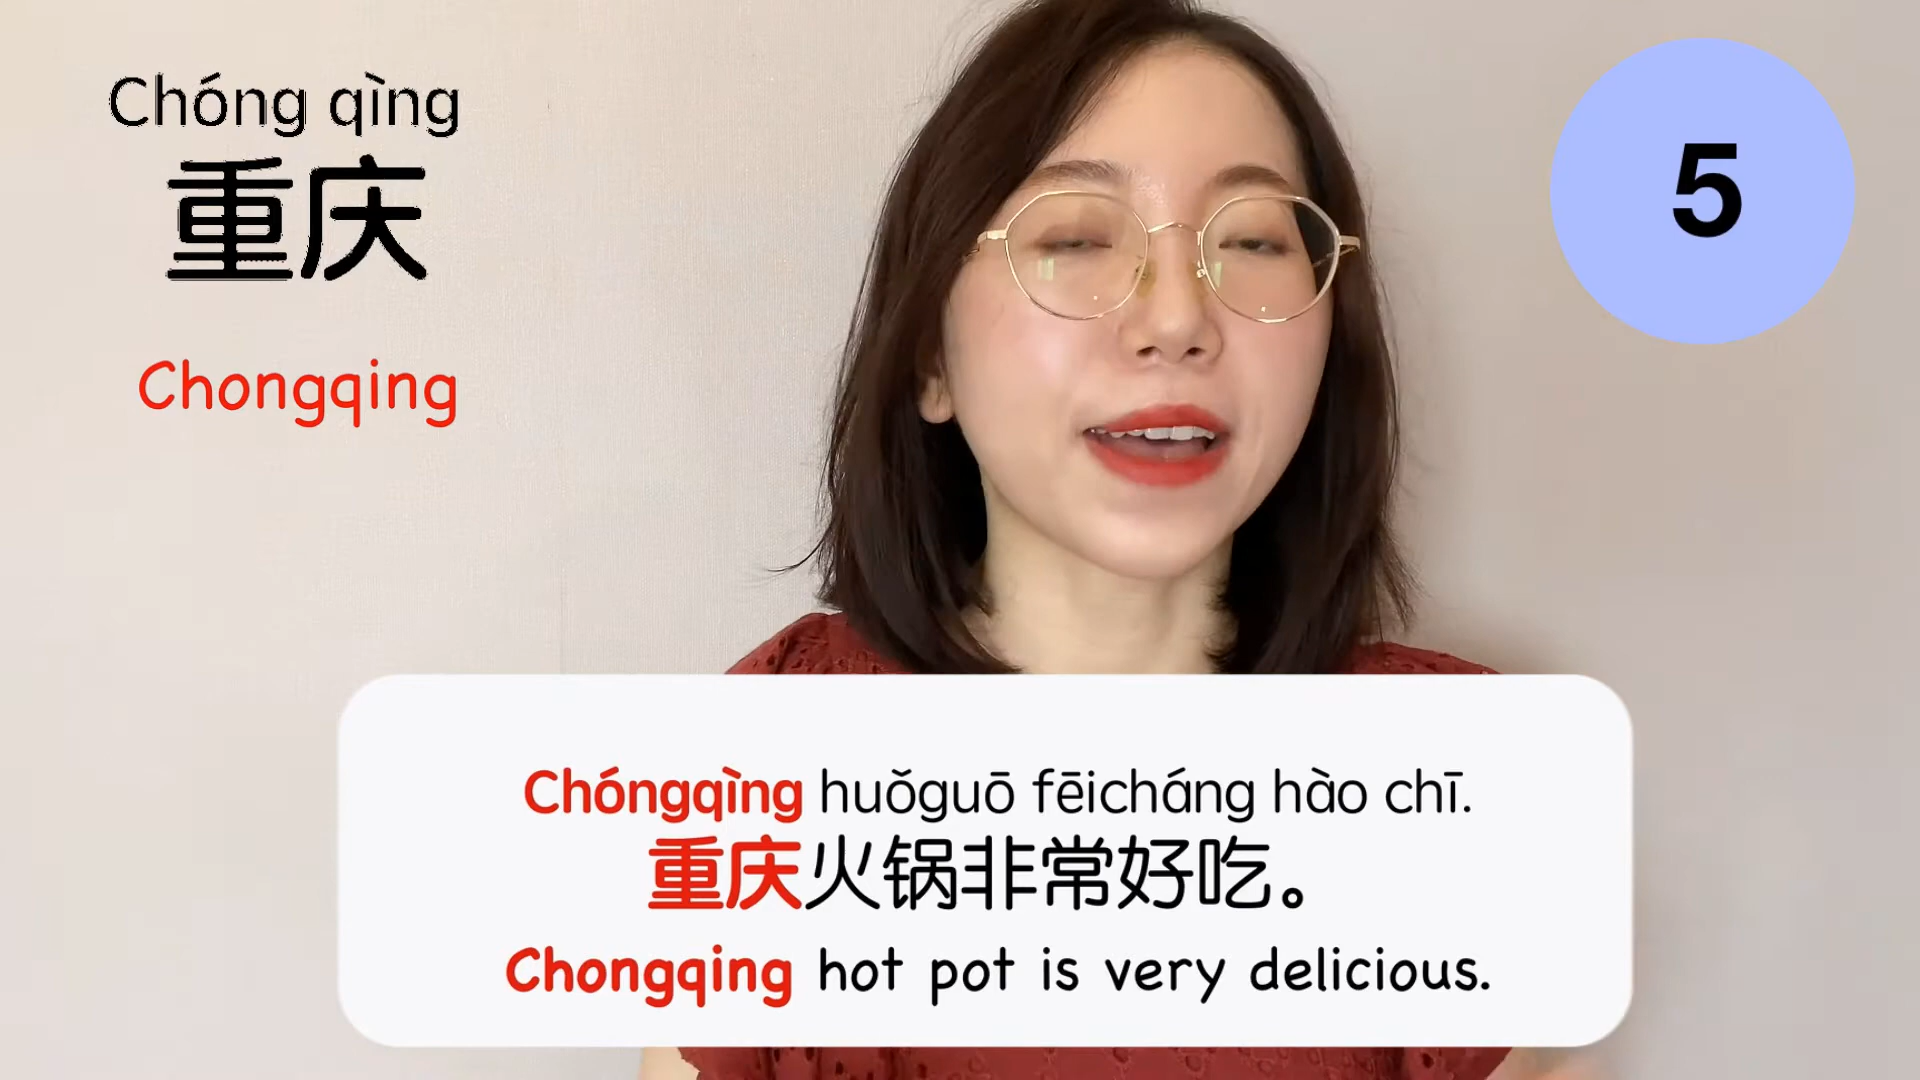 Chóng qìng
重庆
Chongqing
5
Chóngqìng huǒguō fēicháng hào chī.
重庆火锅非常好吃。
Chongqing hot pot is very delicious.